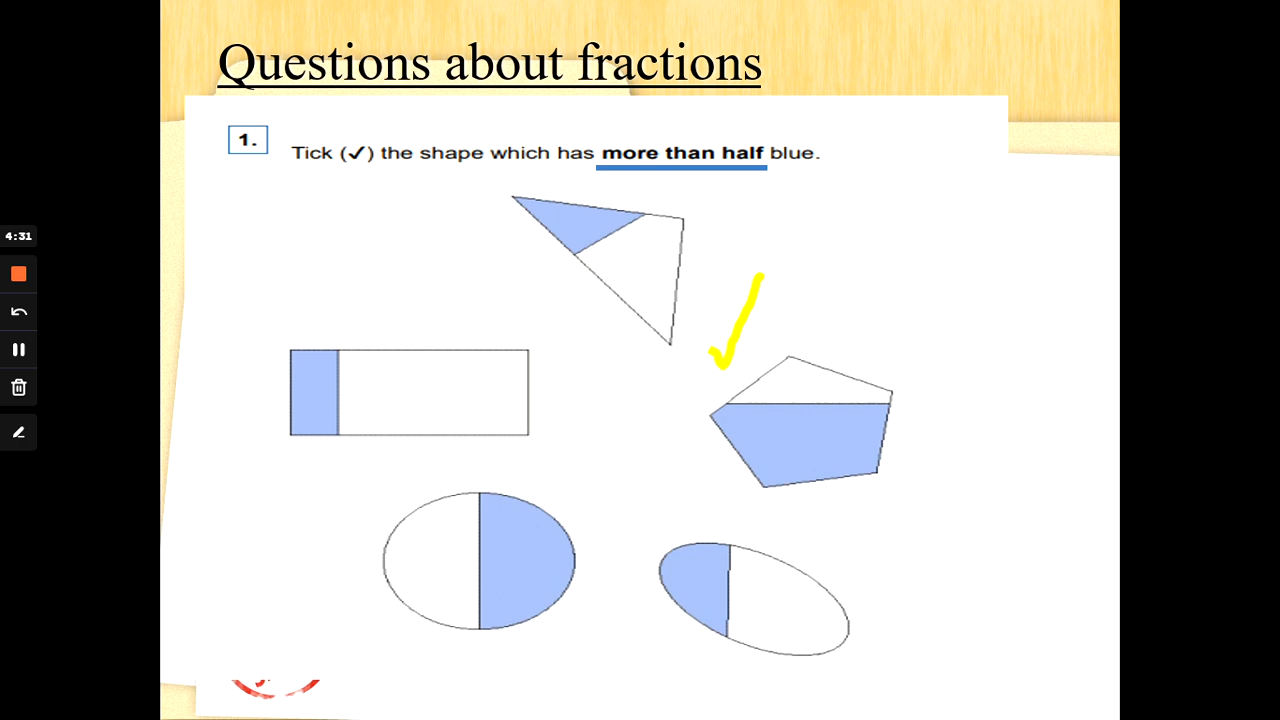 Questions about fractions
1.
Tick (✓) the shape which has more than half blue.
4:31